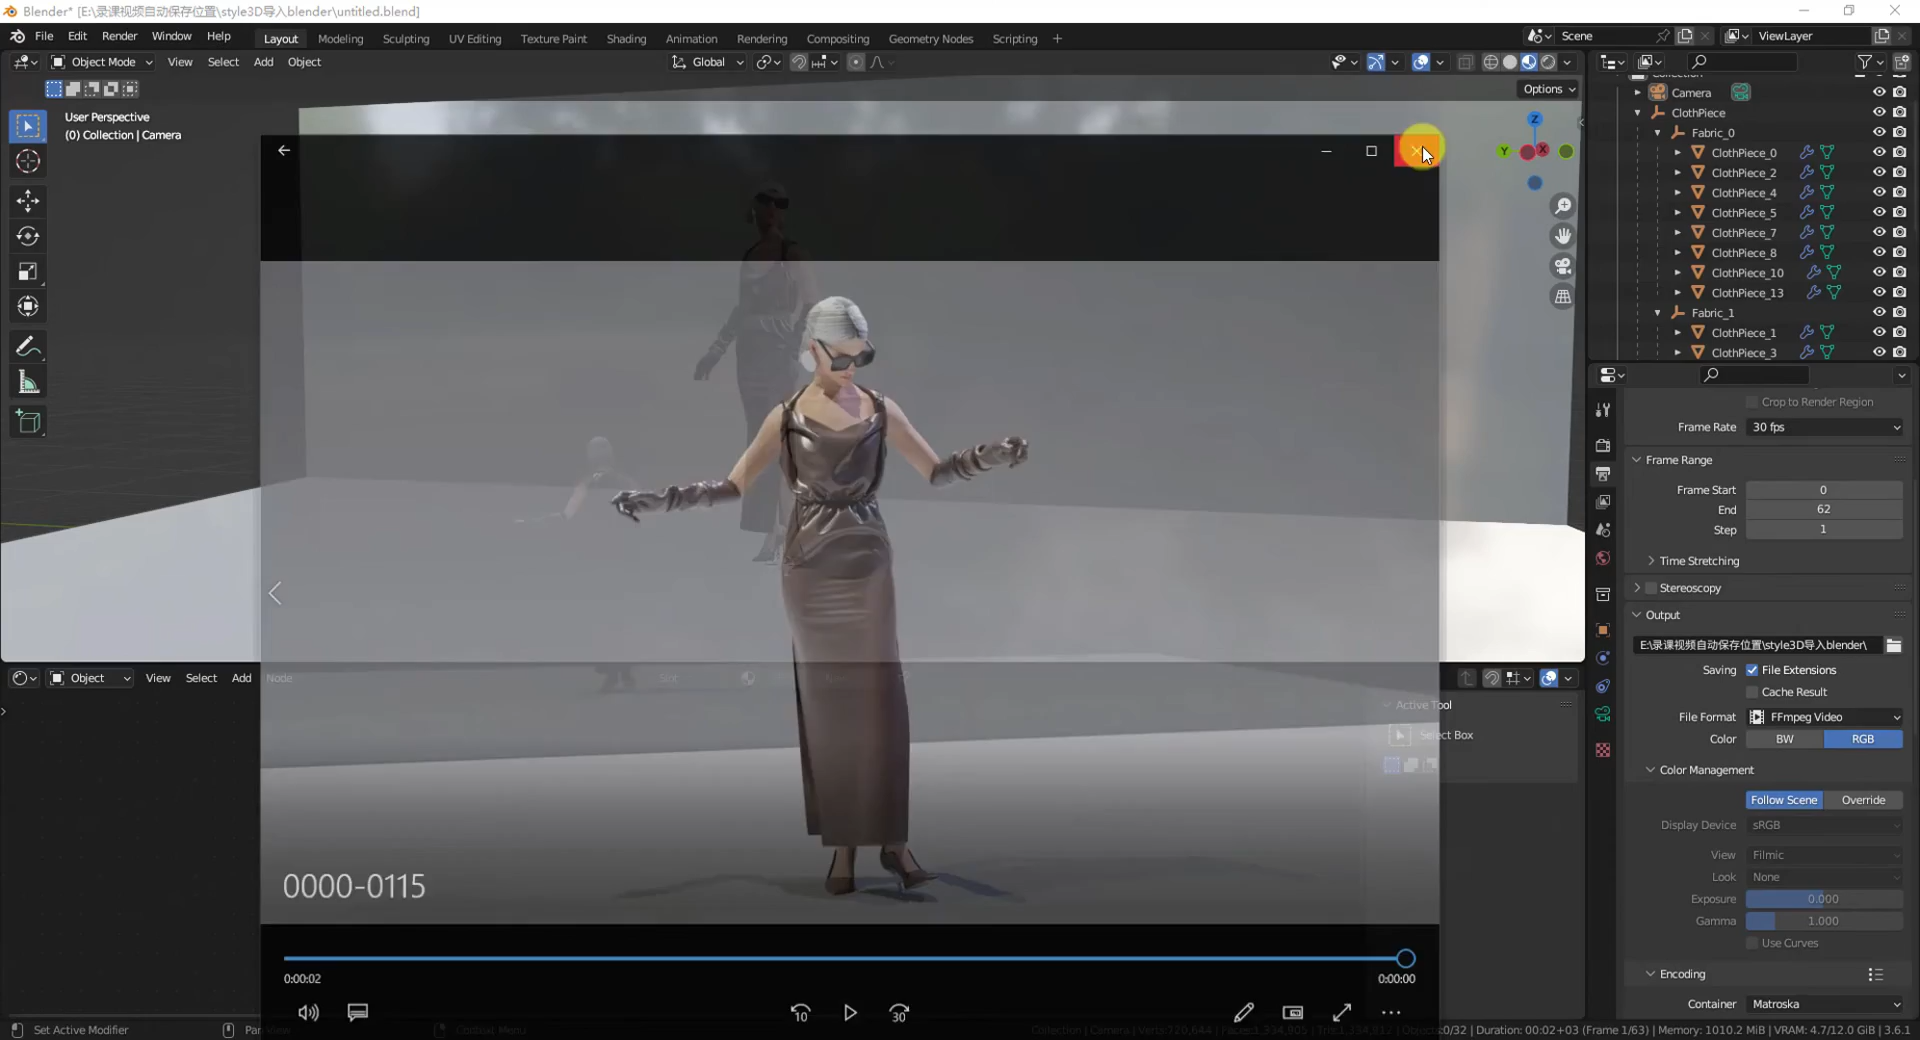 Blender* [E:\录课视频自动保存位置\style3D导入blender\untitled.blend]
File Edit Render Window Help Layout Modeling Sculpting UV Editing Texture Paint Shading Animation Rendering Compositing Geometry Nodes Scripting + Scene ViewLayer
Object Mode View Select Add Object Global
Options
User Perspective
(0) Collection | Camera
Z
Y X
Camera
ClothPiece
Fabric_0
ClothPiece_0
ClothPiece_2
ClothPiece_4
ClothPiece_5
ClothPiece_7
ClothPiece_8
ClothPiece_10
ClothPiece_13
Fabric_1
ClothPiece_1
ClothPiece_3
Crop to Render Region
Frame Rate 30 fps
Frame Range
Frame Start 0
End 62
Step 1
Time Stretching
Stereoscopy
Output
E:\录课视频自动保存位置\style3D导入blender\
Saving File Extensions
Cache Result
File Format FFmpeg Video
Color BW RGB
Color Management
Follow Scene Override
Display Device sRGB
View Filmic
Look None
Exposure 0.000
Gamma 1.000
Use Curves
Encoding
Container Matroska
Object View Select Add Node Slot
Active Tool
Select Box
0000-0115
0:00:02 0:00:00
10 30
Set Active Modifier
0/32 | Duration: 00:02+03 (Frame 1/63) | Memory: 1010.2 MiB | VRAM: 4.7/12.0 GiB | 3.6.1